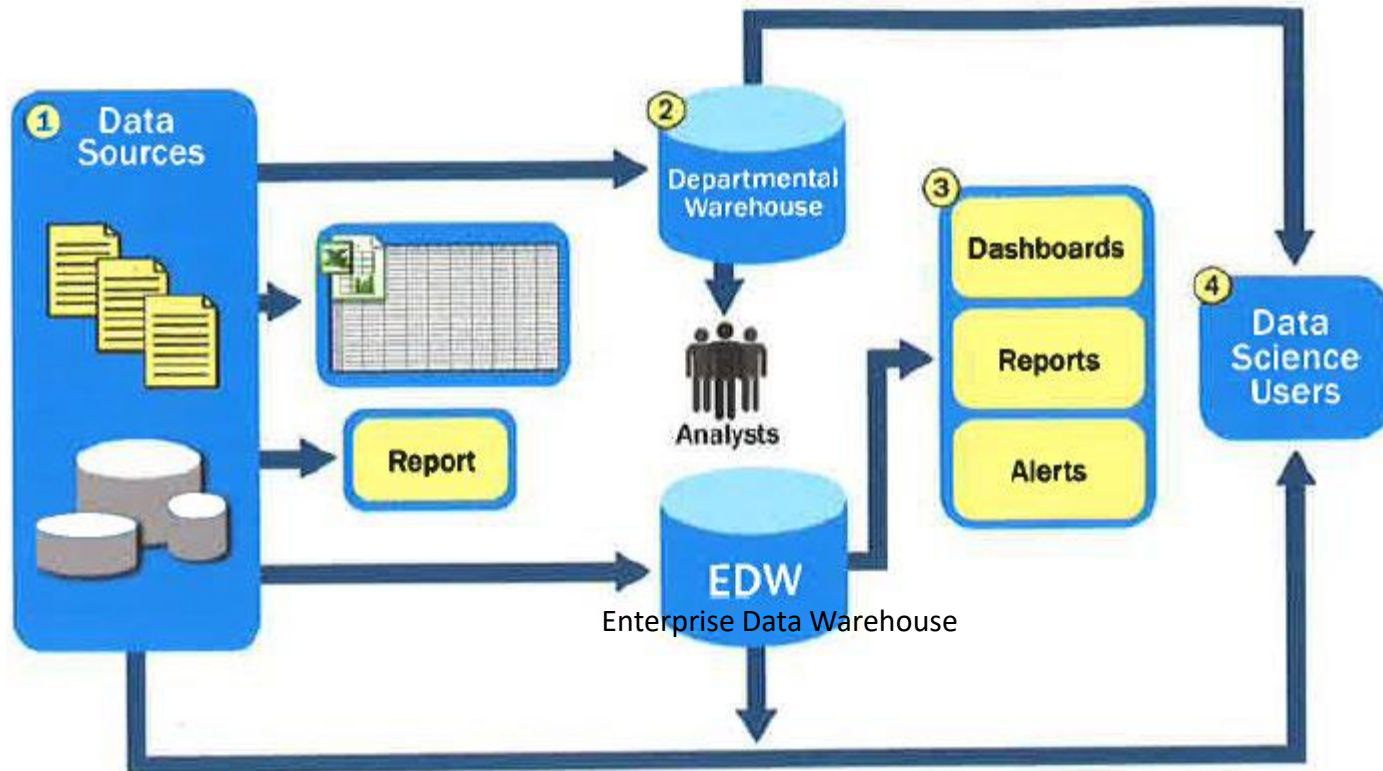 1
Data
Sources
2
Departmental
Warehouse
3
Dashboards
Reports
Alerts
4
Data
Science
Users
Analysts
Report
EDW
Enterprise Data Warehouse